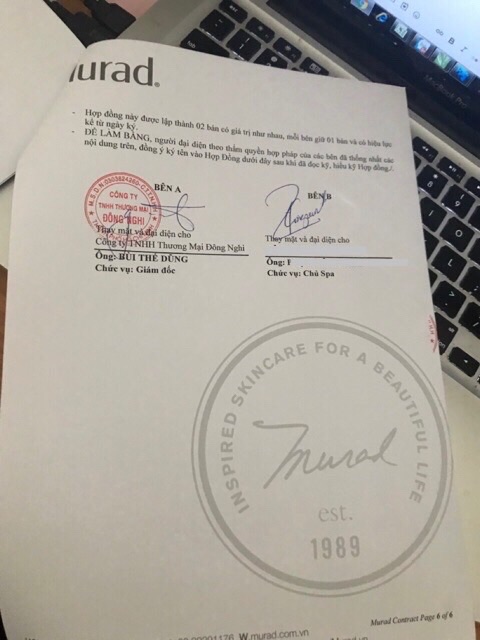 Murad.
- Hợp đồng này được lập thành 02 bản có giá trị như nhau, mỗi bên giữ 01 bản và có hiệu lực
kể từ ngày ký.
- ĐỂ LÀM BẰNG, người đại diện theo thẩm quyền hợp pháp của các bên đã thống nhất các
nội dung trên, đồng ý ký tên vào Hợp Đồng dưới đây sau khi đã đọc kỹ, hiểu kỹ Hợp đồng./.
BÊN A
BÊN B
CÔNG TY
TNHH THƯƠNG MẠI
ĐÔNG NGHI
Thay mặt và đại diện cho
Công ty TNHH Thương Mại Đông Nghi
Ông: BÙI THẾ DŨNG
Chức vụ: Giám đốc
Thay mặt và đại diện cho
Ông:
Chức vụ: Chủ Spa
INSPIRED SKINCARE FOR A BEAUTIFUL LIFE
Murad
est.
1989
Murad Contract Page 6 of 6
W.murad.com.vn
MacBook Pro